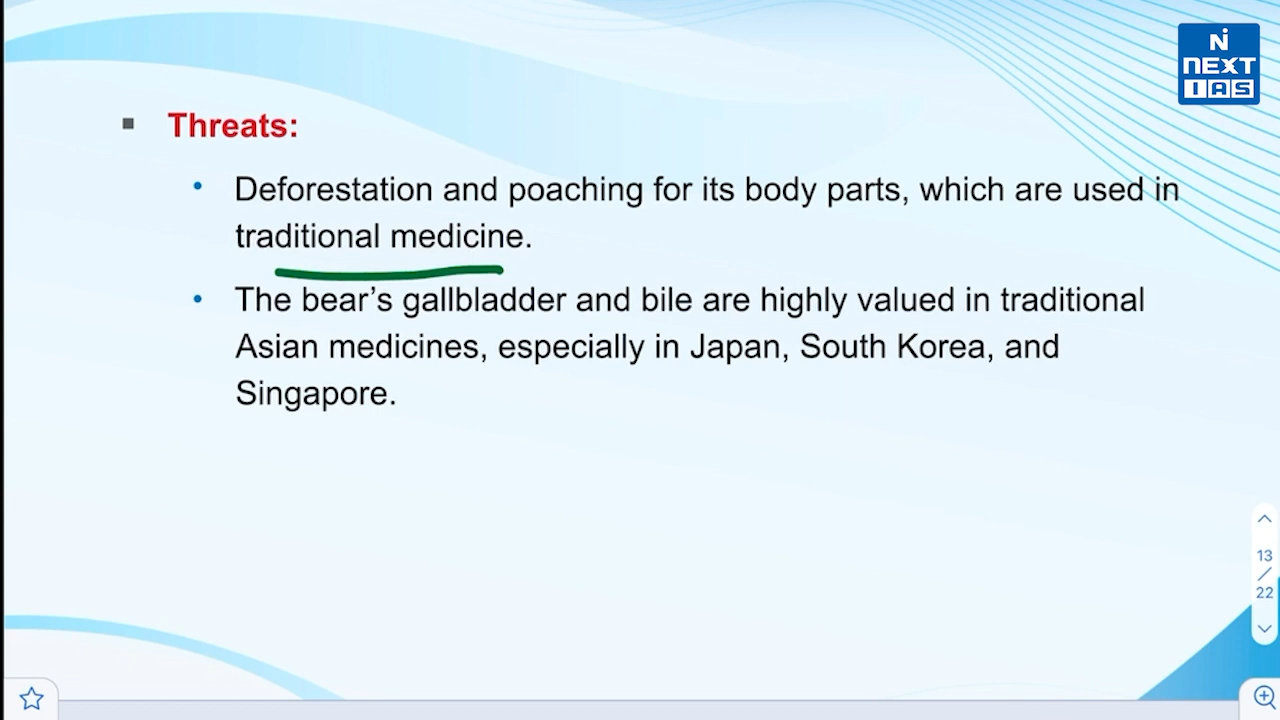 NEXT
IAS
Threats:
Deforestation and poaching for its body parts, which are used in
traditional medicine.
The bear’s gallbladder and bile are highly valued in traditional
Asian medicines, especially in Japan, South Korea, and
Singapore.
13
/
22